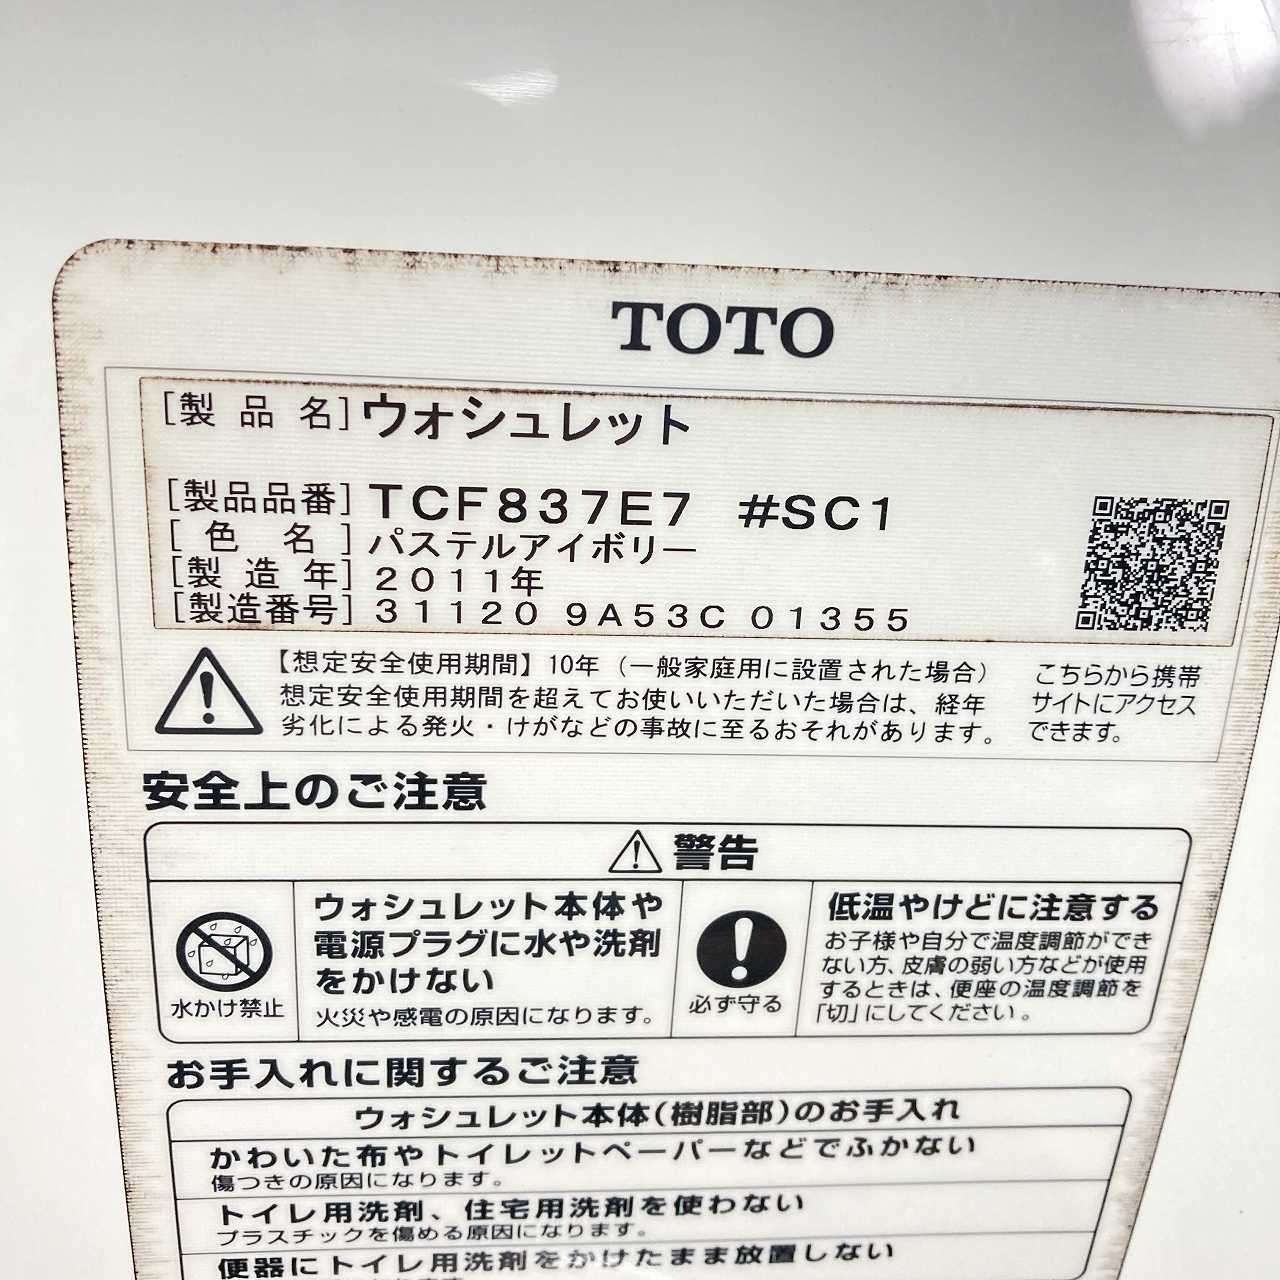 TOTO
[製品名]ウォシュレット
[製品品番]TCF837E7 #SC1
[色名]パステルアイボリー
[製造年]2011年
[製造番号]31120 9A53C 01355
【想定安全使用期間】10年（一般家庭用に設置された場合）
想定安全使用期間を超えてお使いいただいた場合は、経年
劣化による発火・けがなどの事故に至るおそれがあります。
こちらから携帯
サイトにアクセス
できます。
安全上のご注意
警告
水かけ禁止
ウォシュレット本体や
電源プラグに水や洗剤
をかけない
火災や感電の原因になります。
必ず守る
低温やけどに注意する
お子様や自分で温度調節ができ
ない方、皮膚の弱い方などが使用
するときは、便座の温度調節を
「切」にしてください。
お手入れに関するご注意
ウォシュレット本体(樹脂部)のお手入れ
かわいた布やトイレットペーパーなどでふかない
傷つきの原因になります。
トイレ用洗剤、住宅用洗剤を使わない
プラスチックを傷める原因になります。
便器にトイレ用洗剤をかけたまま放置しない